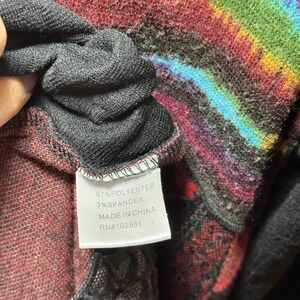 97%POLYESTER
3%SPANDEX
MADE IN CHINA
RN#102881